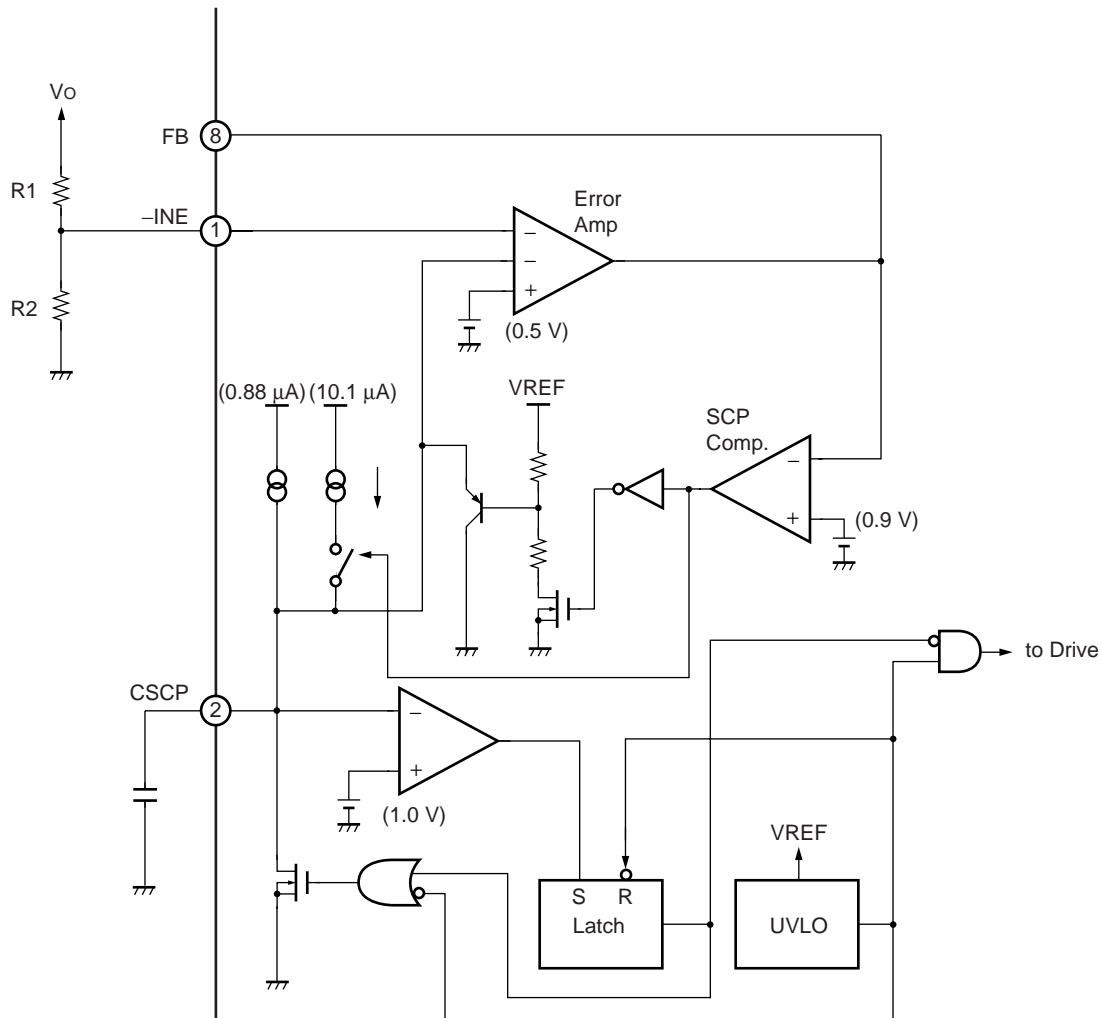 Vo
FB
8
R1
–INE
1
Error
Amp
−
−
+
R2
(0.5 V)
(0.88 µA) (10.1 µA)
VREF
SCP
Comp.
−
+
(0.9 V)
to Drive
CSCP
2
−
+
(1.0 V)
VREF
S R
Latch
UVLO